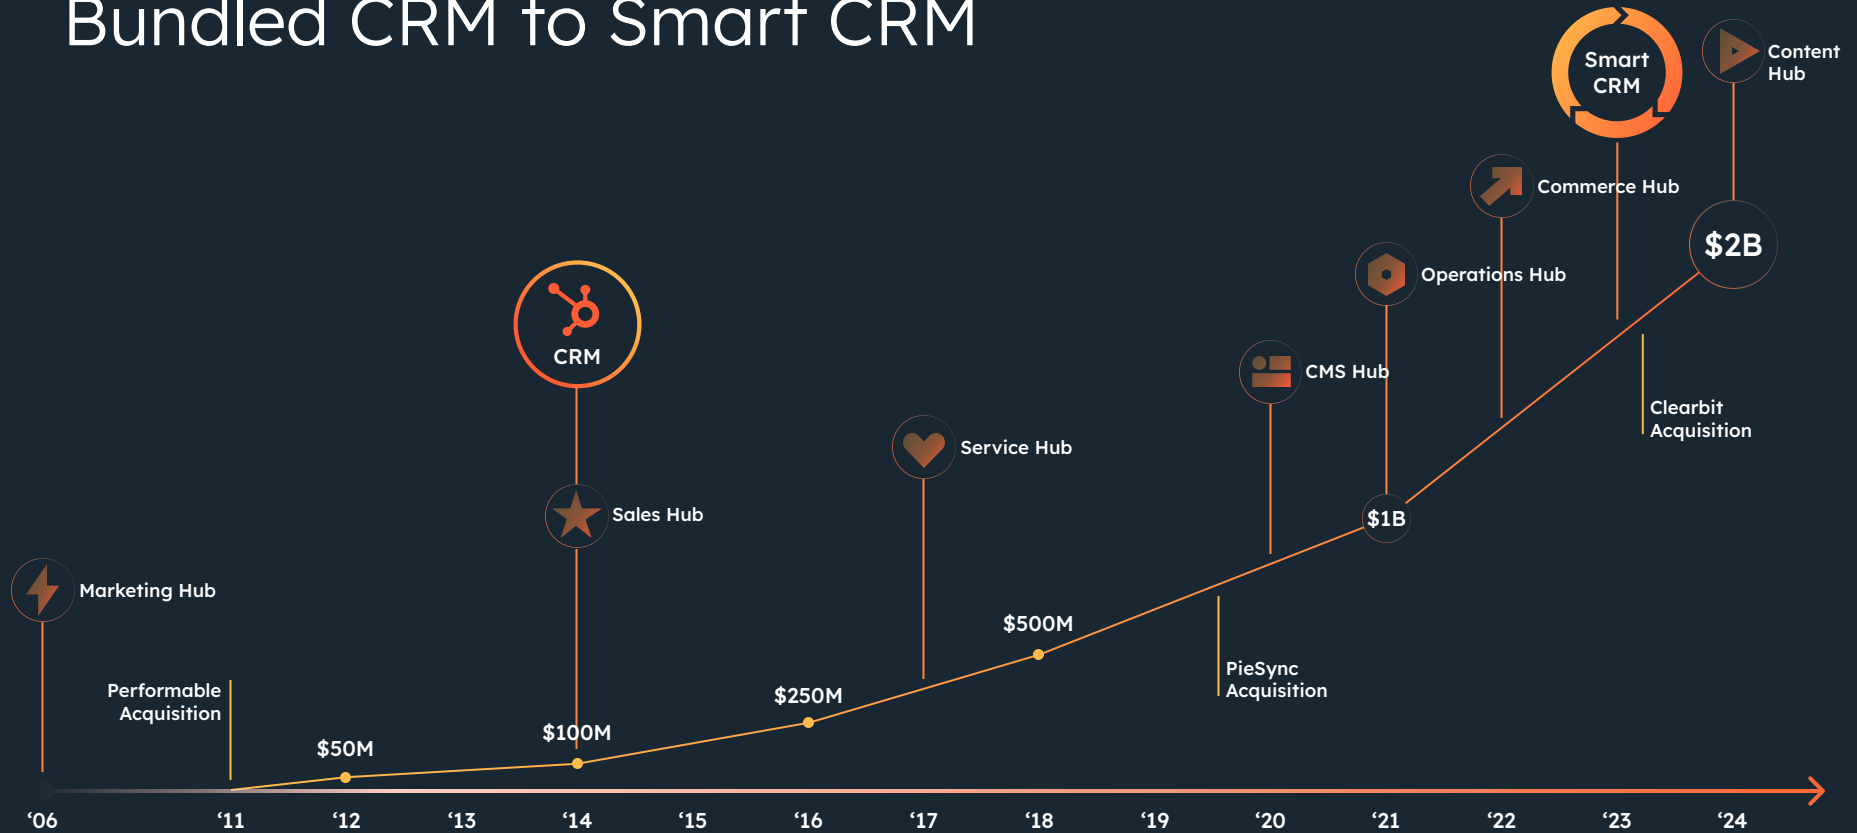 Bundled CRM to Smart CRM
Smart
CRM
Content
Hub
Commerce Hub
$2B
Operations Hub
CRM
CMS Hub
Clearbit
Acquisition
Service Hub
Sales Hub
$1B
Marketing Hub
$500M
PieSync
Acquisition
Performable
Acquisition
$250M
$100M
$50M
‘06 ‘11 ‘12 ‘13 ‘14 ‘15 ‘16 ‘17 ‘18 ‘19 ‘20 ‘21 ‘22 ‘23 ‘24